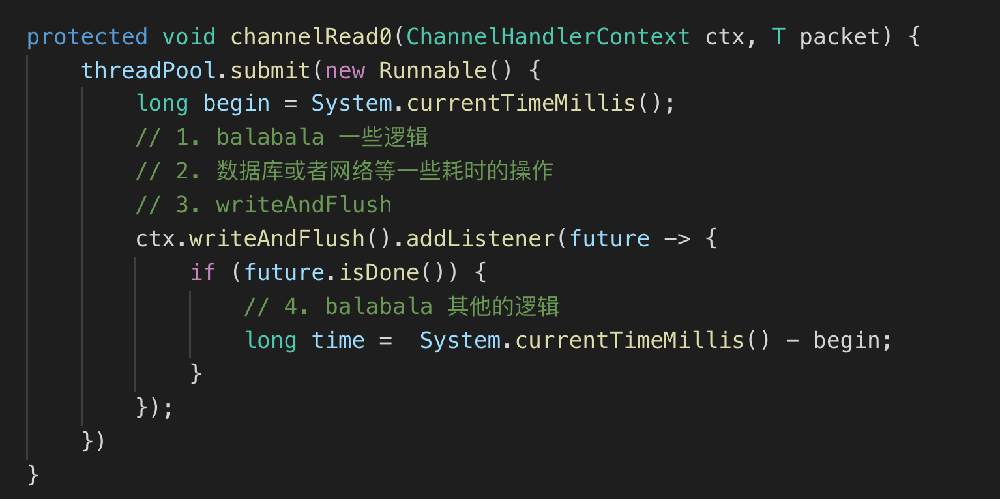 protected void channelRead0(ChannelHandlerContext ctx, T packet) {
threadPool.submit(new Runnable() {
long begin = System.currentTimeMillis();
// 1. balabala 一些逻辑
// 2. 数据库或者网络等一些耗时的操作
// 3. writeAndFlush
ctx.writeAndFlush().addListener(future -> {
if (future.isDone()) {
// 4. balabala 其他的逻辑
long time =  System.currentTimeMillis() - begin;
}
});
})
}